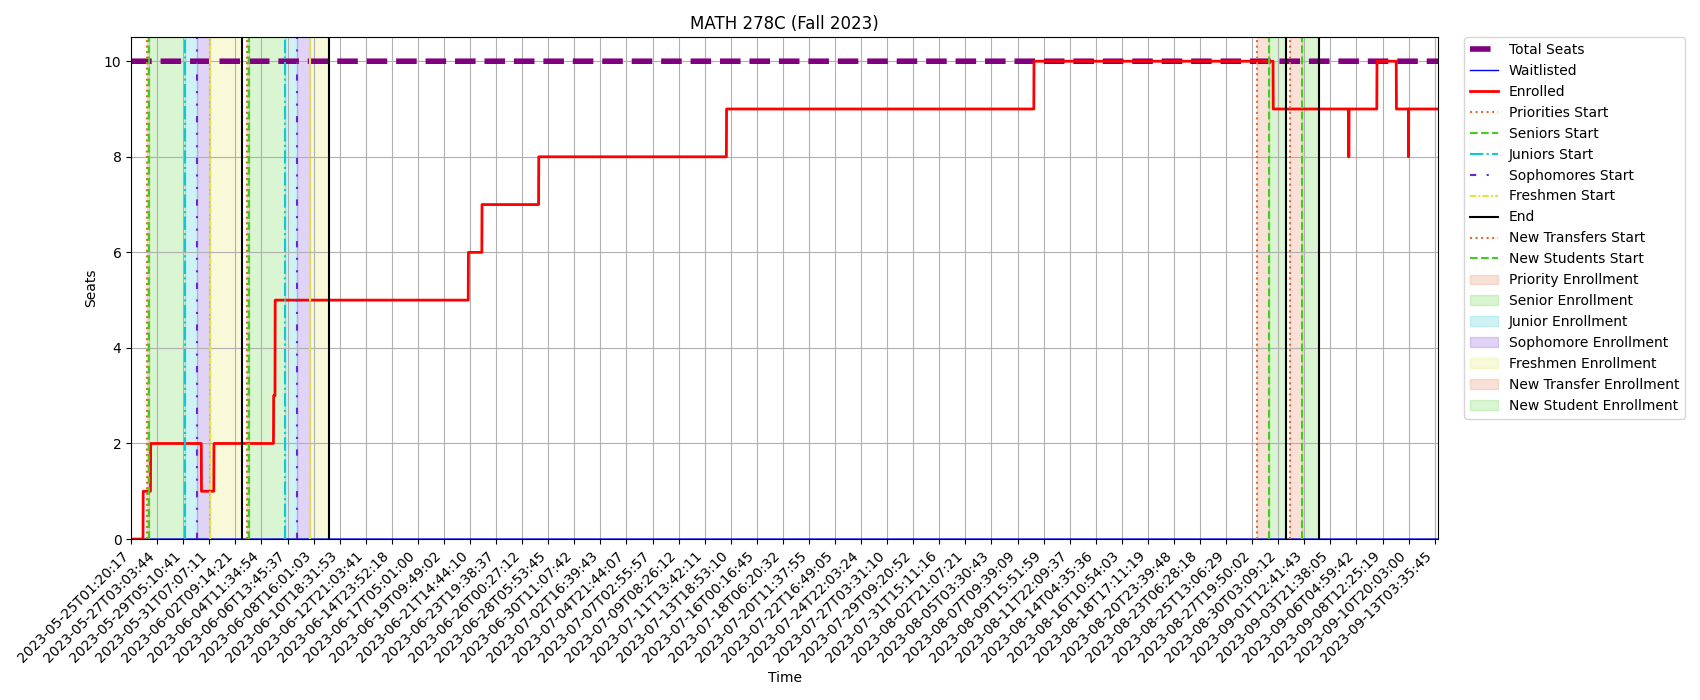 MATH 278C (Fall 2023)
Seats
10
8
6
4
2
0
2023-05-25T01:20:17
2023-05-27T03:03:44
2023-05-29T05:10:41
2023-05-31T07:07:11
2023-06-02T09:14:21
2023-06-04T11:34:54
2023-06-06T13:45:37
2023-06-08T16:01:03
2023-06-10T18:31:53
2023-06-12T21:03:41
2023-06-14T23:52:18
2023-06-17T05:01:00
2023-06-19T09:49:02
2023-06-21T14:44:10
2023-06-23T19:38:37
2023-06-26T00:27:12
2023-06-28T05:53:45
2023-06-30T11:07:42
2023-07-02T16:39:43
2023-07-04T21:44:07
2023-07-07T02:55:57
2023-07-09T08:26:12
2023-07-11T13:42:11
2023-07-13T18:53:10
2023-07-16T00:16:45
2023-07-18T06:20:32
2023-07-20T11:37:55
2023-07-22T16:49:05
2023-07-24T22:03:24
2023-07-27T03:31:10
2023-07-29T09:20:52
2023-07-31T15:11:16
2023-08-02T21:07:21
2023-08-05T03:30:43
2023-08-07T09:39:09
2023-08-09T15:51:59
2023-08-11T22:09:37
2023-08-14T04:35:36
2023-08-16T10:54:03
2023-08-18T17:11:19
2023-08-20T23:39:48
2023-08-23T06:28:18
2023-08-25T13:06:29
2023-08-27T19:50:02
2023-08-30T03:09:12
2023-09-01T12:41:43
2023-09-03T21:38:05
2023-09-06T04:59:42
2023-09-08T12:25:19
2023-09-10T20:03:00
2023-09-13T03:35:45
Time
Total Seats
Waitlisted
Enrolled
Priorities Start
Seniors Start
Juniors Start
Sophomores Start
Freshmen Start
End
New Transfers Start
New Students Start
Priority Enrollment
Senior Enrollment
Junior Enrollment
Sophomore Enrollment
Freshmen Enrollment
New Transfer Enrollment
New Student Enrollment